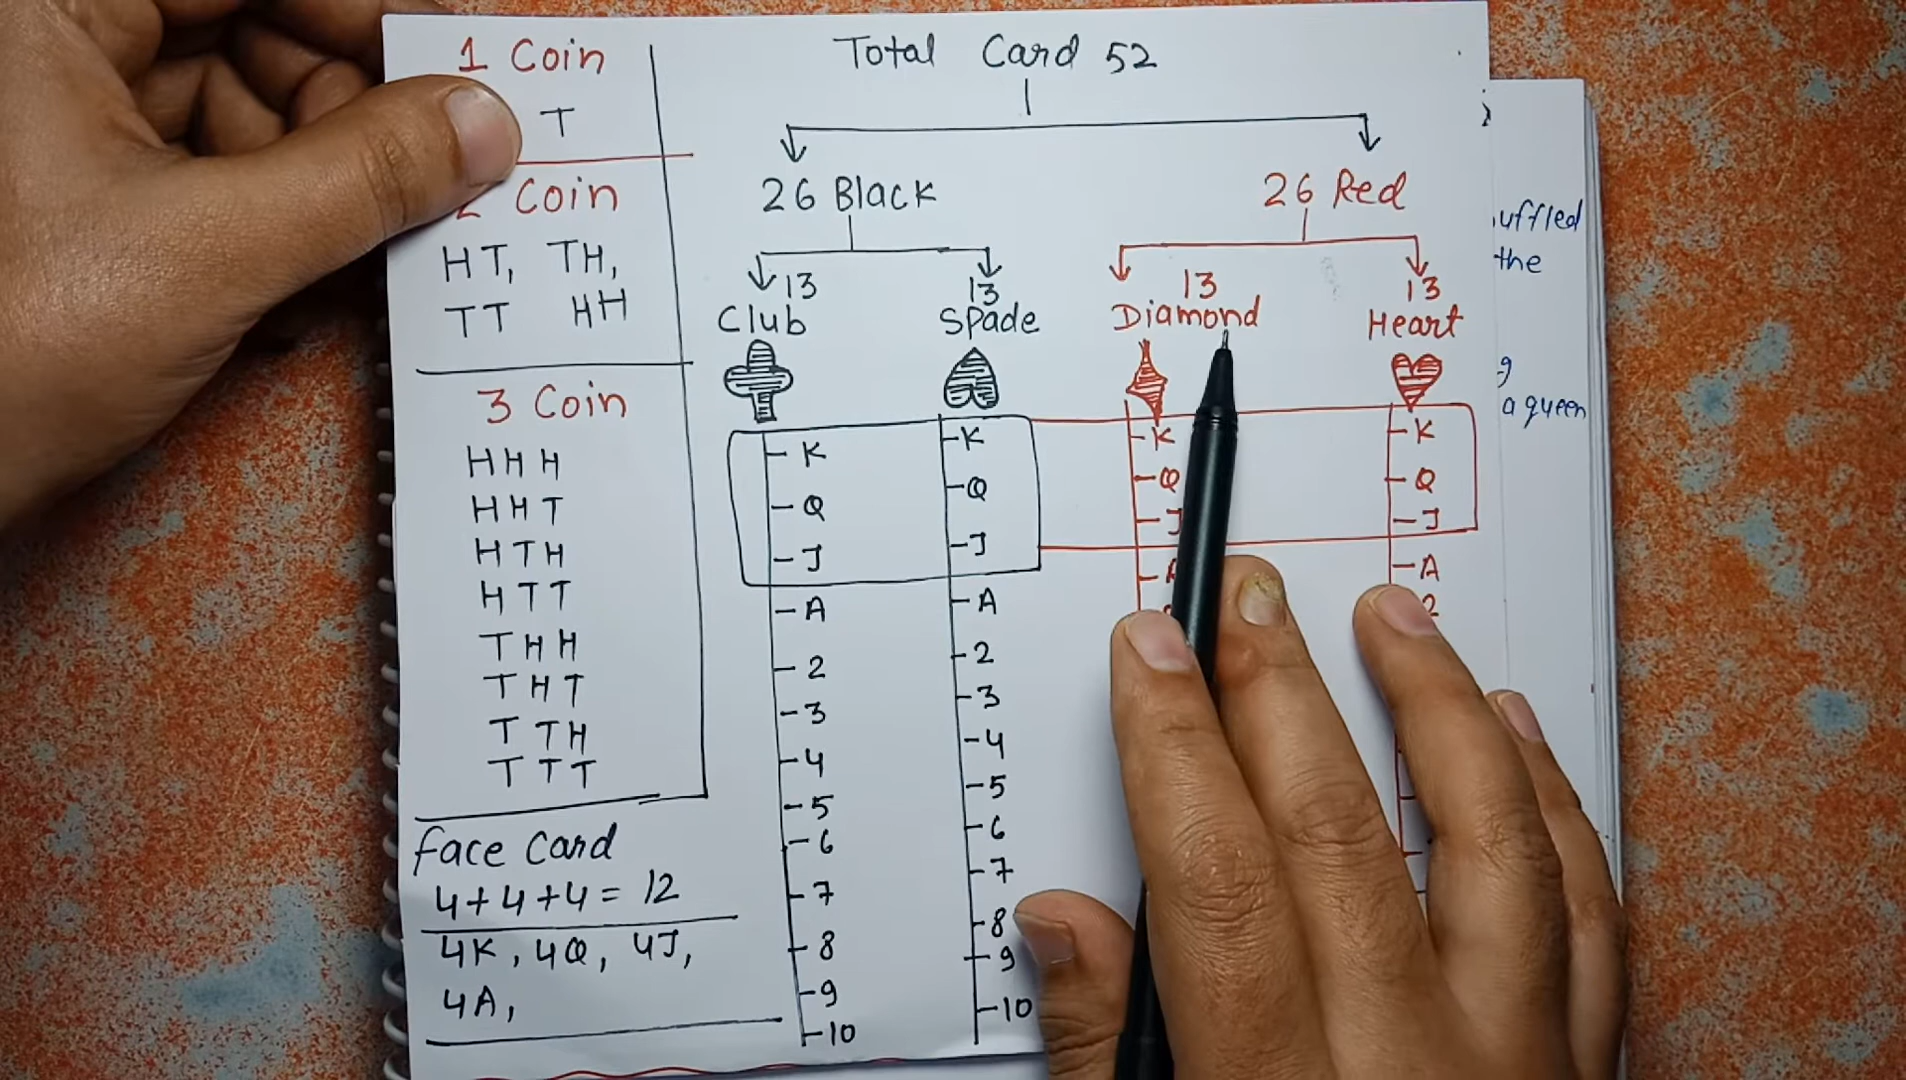 1 Coin
T
Coin
HT, TH,
TT HH
3 Coin
HHH
HHT
HTH
HTT
THH
THT
TTH
TTT
Face Card
4+4+4= 12
4K, 4Q, 4J,
4A,
Total Card 52
26 Black
26 Red
13
Club
13
Spade
13
Diamond
13
Heart
K
Q
J
A
2
3
4
5
6
7
8
9
10
K
Q
J
A
2
3
4
5
6
7
8
9
10
K
Q
J
K
Q
J
A
2
uffled
the
a queen